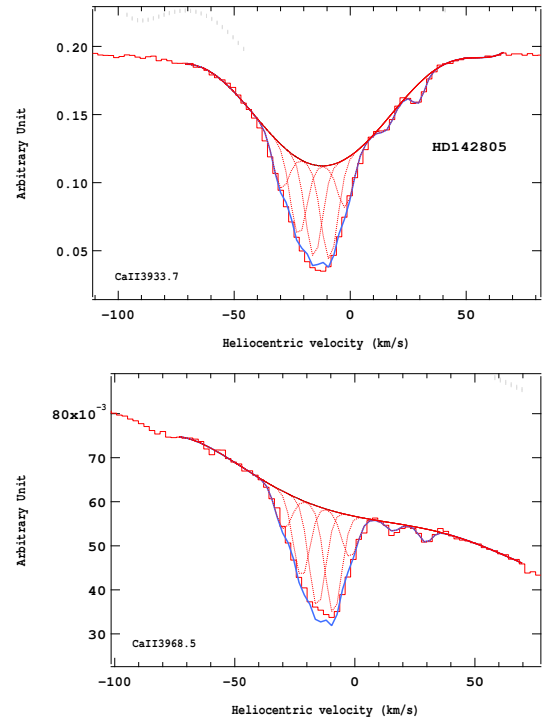 0.20
0.15
0.10
0.05
Arbitrary Unit
HD142805
CaII3933.7
-100 -50 0 50
Heliocentric velocity (km/s)
80x10⁻³
70
60
50
40
30
Arbitrary Unit
CaII3968.5
-100 -50 0 50
Heliocentric velocity (km/s)